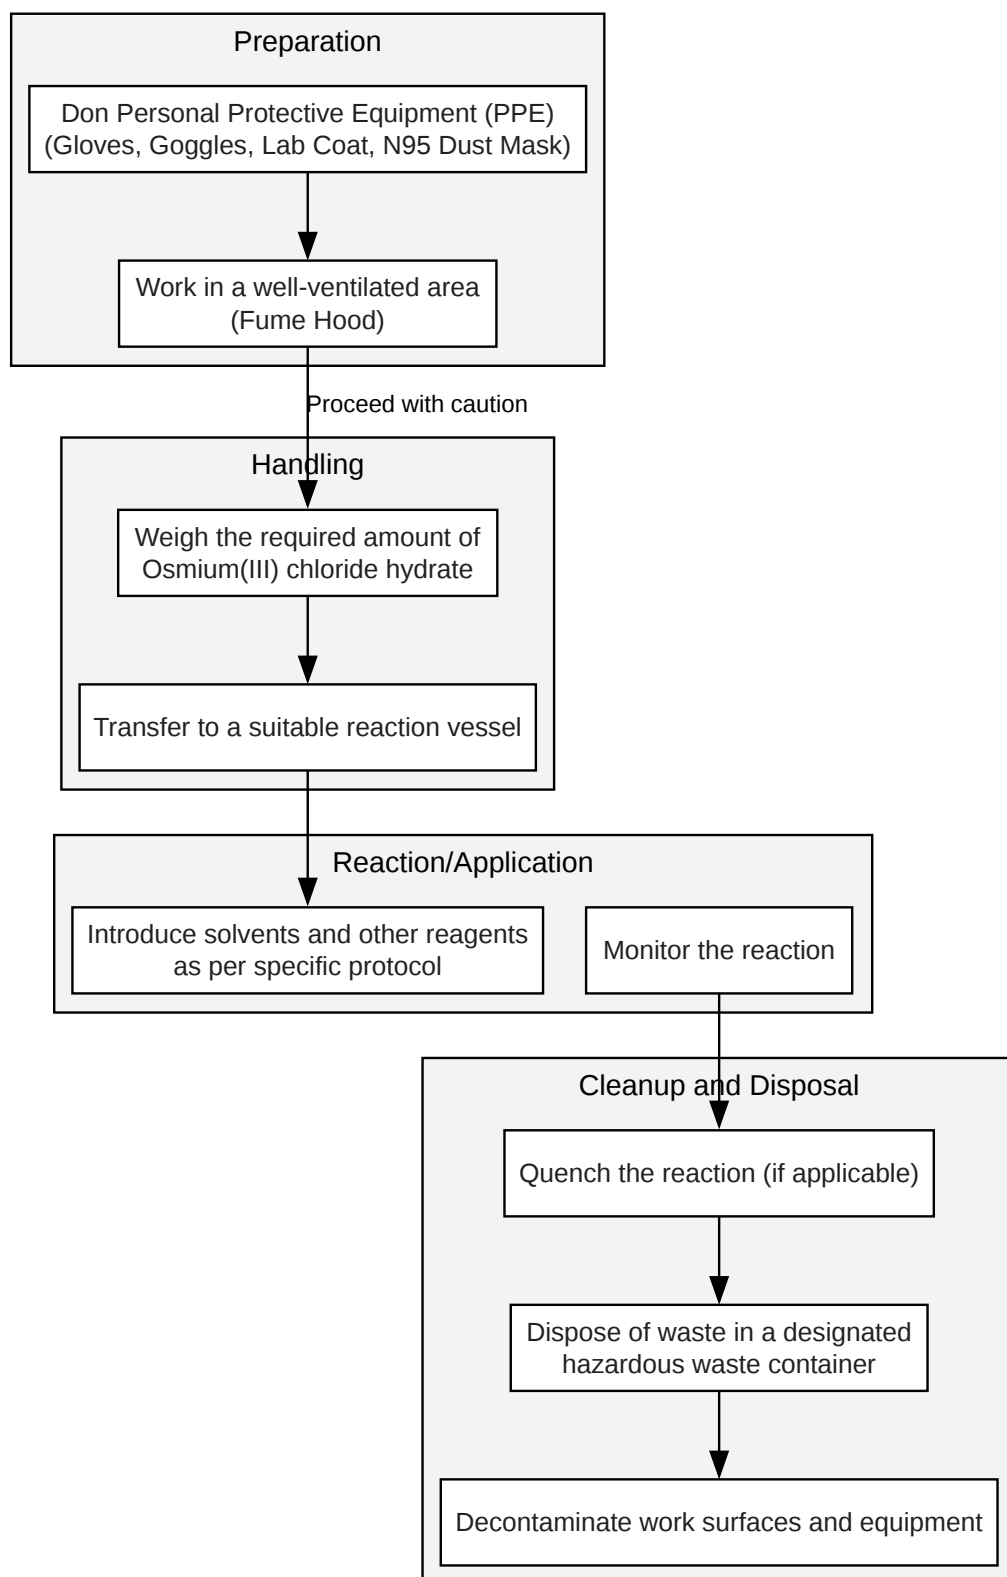 Preparation
Don Personal Protective Equipment (PPE)
(Gloves, Goggles, Lab Coat, N95 Dust Mask)
Work in a well-ventilated area
(Fume Hood)
Proceed with caution
Handling
Weigh the required amount of
Osmium(III) chloride hydrate
Transfer to a suitable reaction vessel
Reaction/Application
Introduce solvents and other reagents
as per specific protocol
Monitor the reaction
Cleanup and Disposal
Quench the reaction (if applicable)
Dispose of waste in a designated
hazardous waste container
Decontaminate work surfaces and equipment